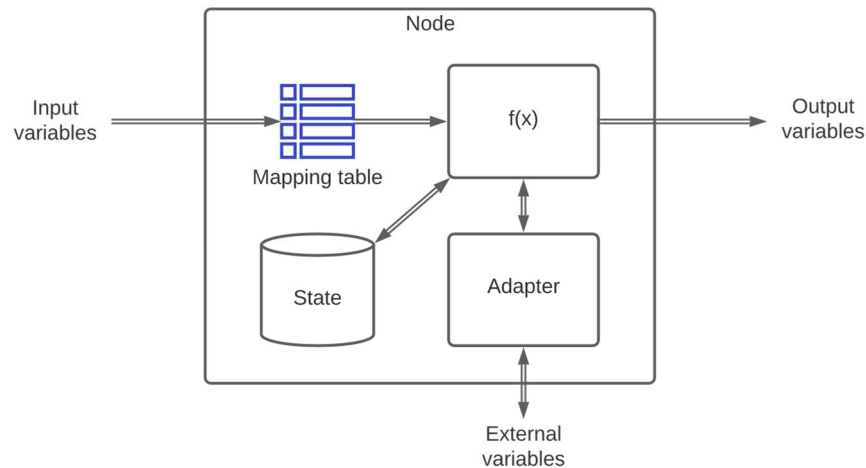 Node
Input
variables
f(x)
Output
variables
Mapping table
State
Adapter
External
variables